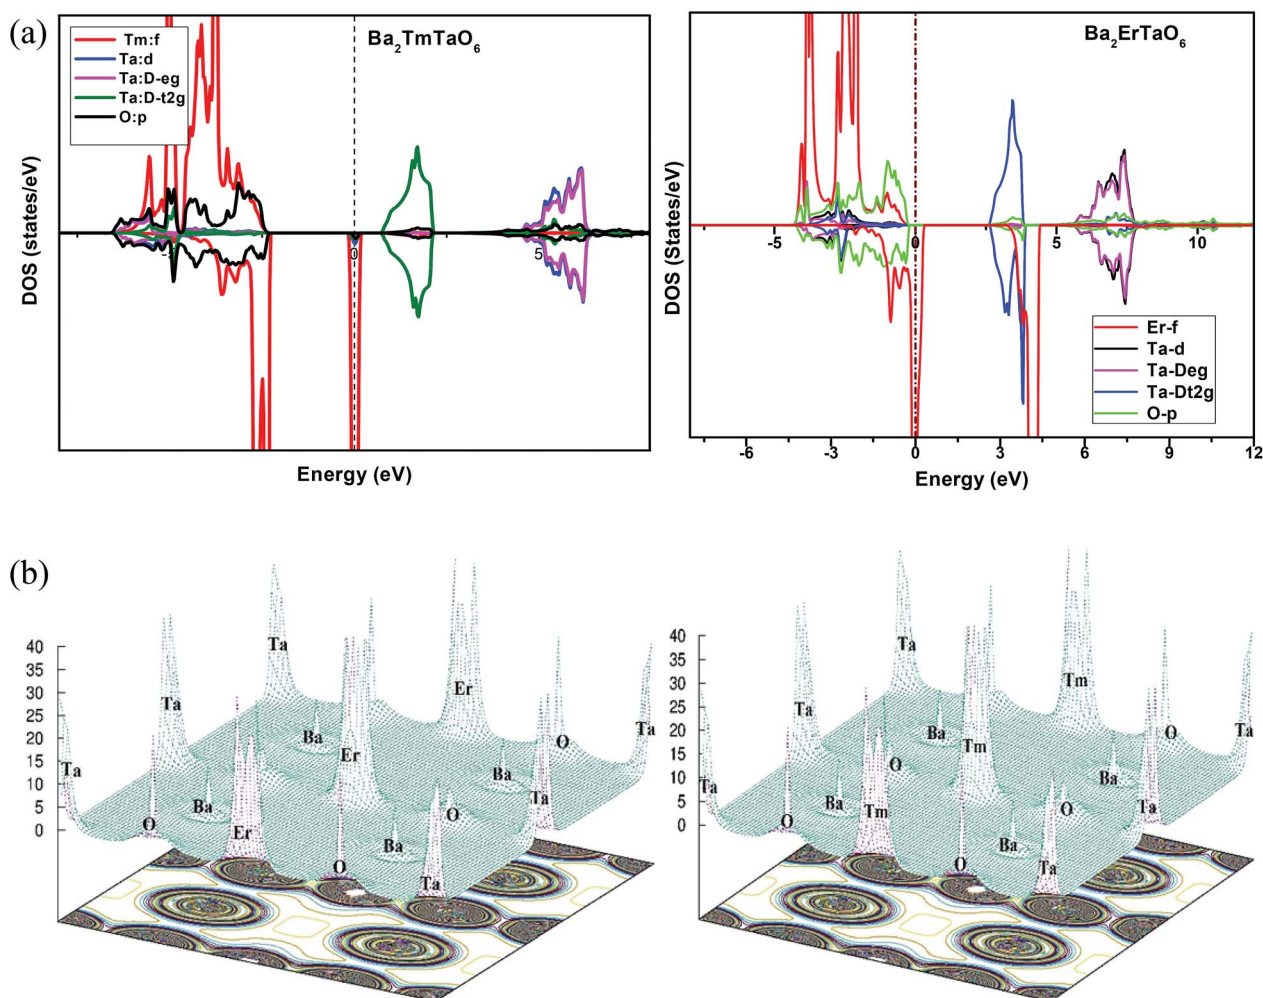 (a)
Tm:f
Ta:d
Ta:D-eg
Ta:D-t2g
O:p
Ba2TmTaO6
DOS (states/eV)
0
5
Energy (eV)
Ba2ErTaO6
DOS (States/eV)
Er-f
Ta-d
Ta-Deg
Ta-Dt2g
O-p
-5
5
10
-6
-3
0
3
6
9
12
Energy (eV)
(b)
40
30
25
20
15
10
5
0
Ta
Ta
Er
Ta
Ba
Er
O
Ta
Ba
Ba
Ta
O
Er
O
Ba
O
Ta
40
35
30
25
20
15
10
5
0
Ta
Ta
Tm
Ba
Tm
O
Ta
O
Ba
Ta
Ba
Ta
O
Tm
O
Ba
O
Ta